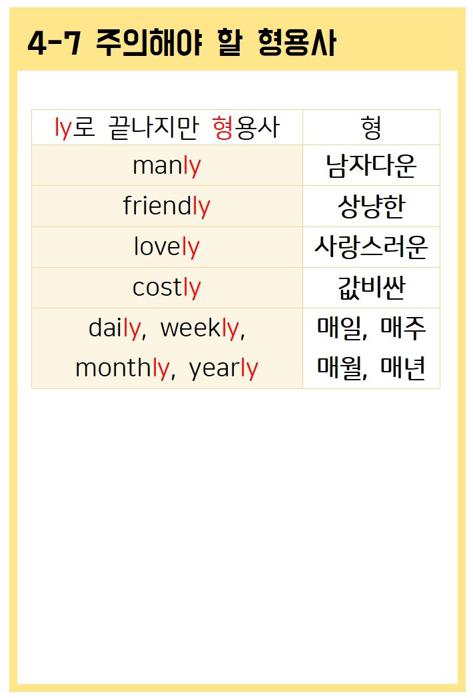 4-7 주의해야 할 형용사
ly로 끝나지만 형용사 형
manly 남자다운
friendly 상냥한
lovely 사랑스러운
costly 값비싼
daily, weekly, 매일, 매주
monthly, yearly 매월, 매년